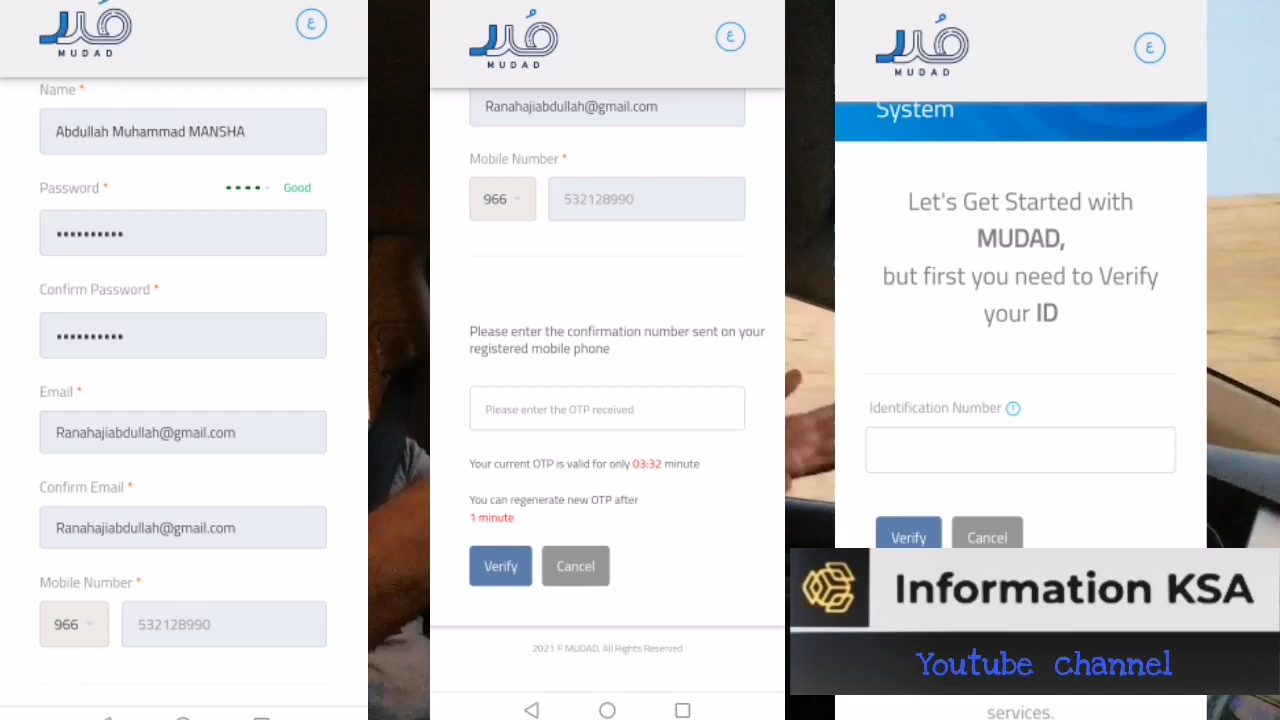 مُدد
MUDAD
ع
Name *
Abdullah Muhammad MANSHA
Password *
Good
••••••••••
Confirm Password *
••••••••••
Email *
Ranahajiabdullah@gmail.com
Confirm Email *
Ranahajiabdullah@gmail.com
Mobile Number *
966
532128990
مُدد
MUDAD
ع
Ranahajiabdullah@gmail.com
Mobile Number *
966
532128990
Please enter the confirmation number sent on your
registered mobile phone
Please enter the OTP received
Your current OTP is valid for only 03:32 minute
You can regenerate new OTP after
1 minute
Verify
Cancel
2021 © MUDAD, All Rights Reserved
مُدد
MUDAD
ع
System
Let's Get Started with
MUDAD,
but first you need to Verify
your ID
Identification Number
Verify
Cancel
Information KSA
Youtube channel
services.